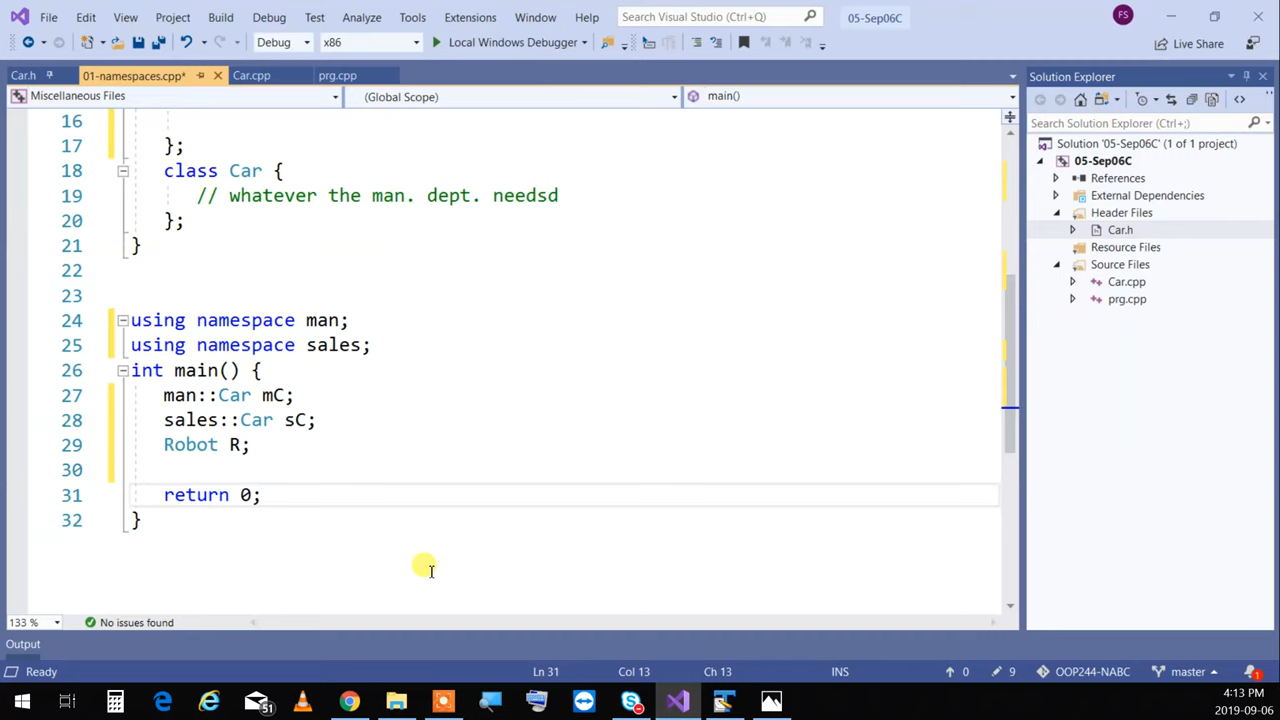 File Edit View Project Build Debug Test Analyze Tools Extensions Window Help Search Visual Studio (Ctrl+Q) 05-Sep06C FS
Debug x86 Local Windows Debugger Live Share
Car.h 01-namespaces.cpp* Car.cpp prg.cpp
Miscellaneous Files (Global Scope) main()
16
17 };
18 class Car {
19 // whatever the man. dept. needsd
20 };
21 }
22
23
24 using namespace man;
25 using namespace sales;
26 int main() {
27 man::Car mC;
28 sales::Car sC;
29 Robot R;
30
31 return 0;
32 }
133 % No issues found
Solution Explorer
Search Solution Explorer (Ctrl+;)
Solution '05-Sep06C' (1 of 1 project)
05-Sep06C
References
External Dependencies
Header Files
Car.h
Resource Files
Source Files
Car.cpp
prg.cpp
Output
Ready Ln 31 Col 13 Ch 13 INS 0 9 OOP244-NABC master 1
51
4:13 PM
2019-09-06